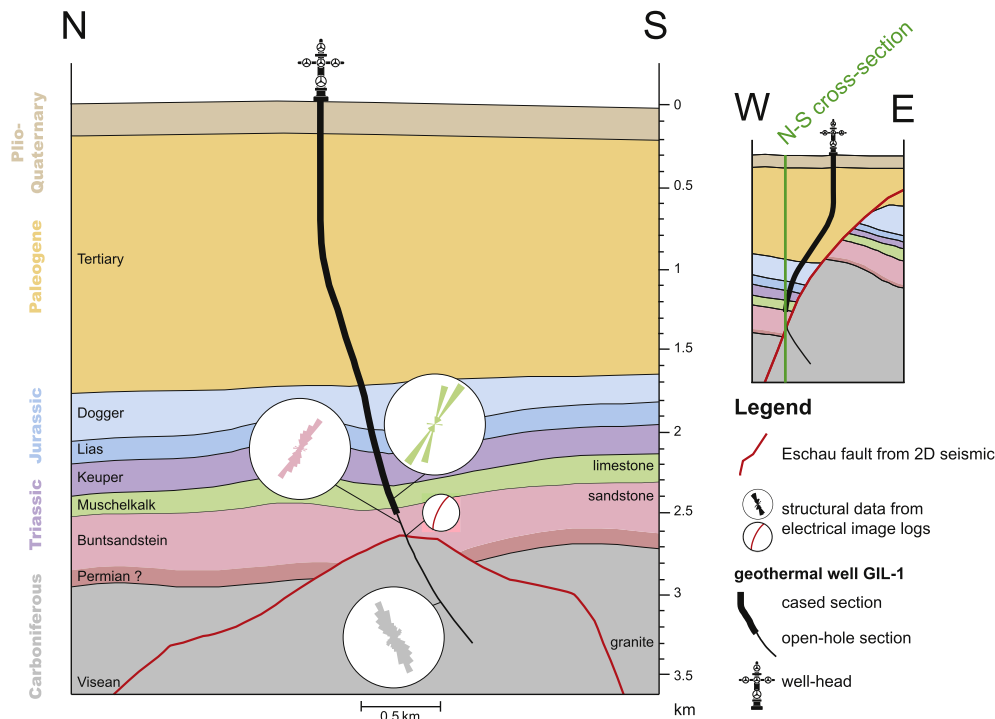 N
S
W
E
N-S cross-section
Plio-
Quaternary
Paleogene
Jurassic
Triassic
Carboniferous
Tertiary
Dogger
Lias
Keuper
Muschelkalk
Buntsandstein
Permian ?
Visean
limestone
sandstone
granite
0
0.5
1
1.5
2
2.5
3
3.5
km
0.5 km
Legend
Eschau fault from 2D seismic
structural data from
electrical image logs
geothermal well GIL-1
cased section
open-hole section
well-head